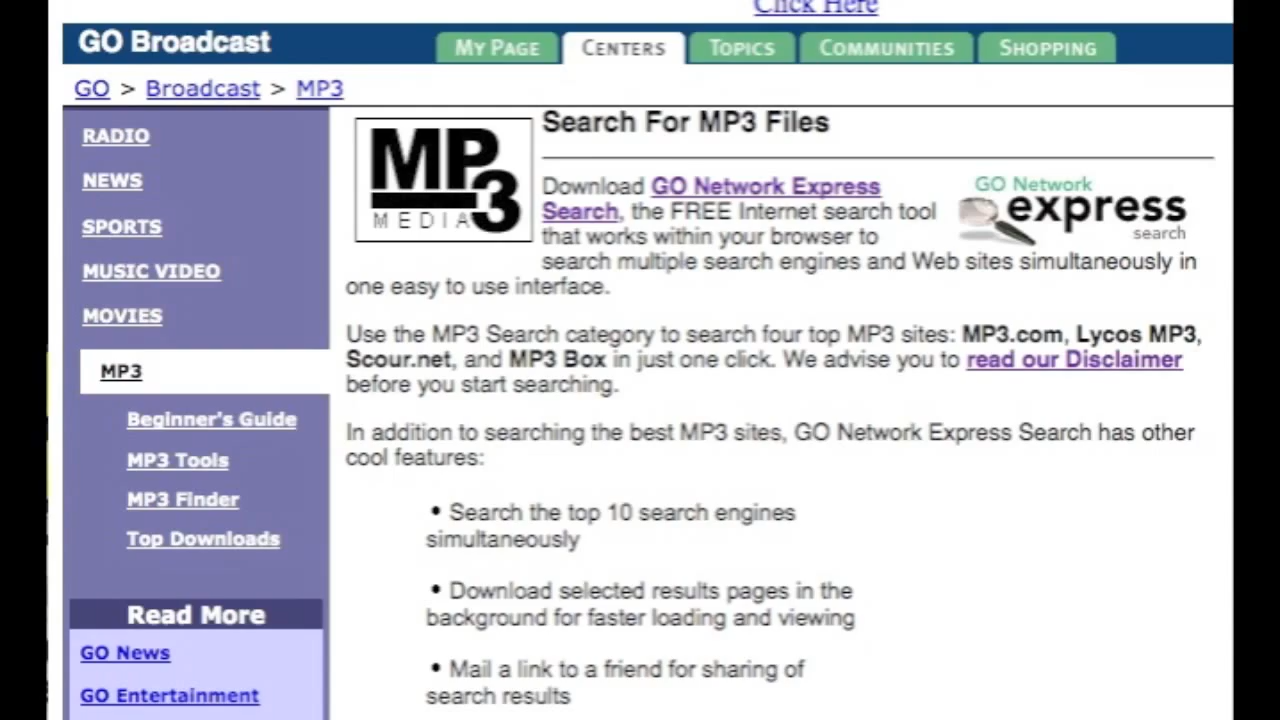 Click Here
GO Broadcast
MY PAGE
CENTERS
TOPICS
COMMUNITIES
SHOPPING
GO > Broadcast > MP3
RADIO
NEWS
SPORTS
MUSIC VIDEO
MOVIES
MP3
Beginner's Guide
MP3 Tools
MP3 Finder
Top Downloads
Read More
GO News
GO Entertainment
MP3
MEDIA
Search For MP3 Files
Download GO Network Express
Search, the FREE Internet search tool
that works within your browser to
search multiple search engines and Web sites simultaneously in
one easy to use interface.
GO Network
express
search
Use the MP3 Search category to search four top MP3 sites: MP3.com, Lycos MP3,
Scour.net, and MP3 Box in just one click. We advise you to read our Disclaimer
before you start searching.
In addition to searching the best MP3 sites, GO Network Express Search has other
cool features:
• Search the top 10 search engines
simultaneously
• Download selected results pages in the
background for faster loading and viewing
• Mail a link to a friend for sharing of
search results